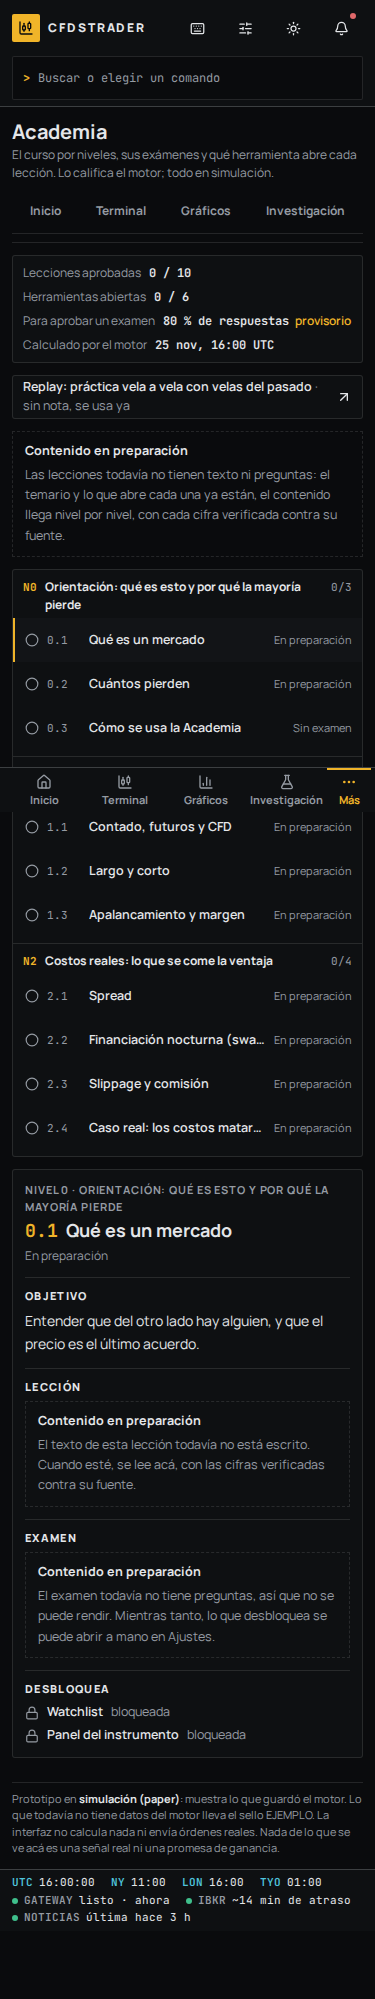 CFDSTRADER
> Buscar o elegir un comando
Academia
El curso por niveles, sus exámenes y qué herramienta abre cada
lección. Lo califica el motor; todo en simulación.
Inicio Terminal Gráficos Investigación
Lecciones aprobadas 0 / 10
Herramientas abiertas 0 / 6
Para aprobar un examen 80 % de respuestas provisorio
Calculado por el motor 25 nov, 16:00 UTC
Replay: práctica vela a vela con velas del pasado ·
sin nota, se usa ya
Contenido en preparación
Las lecciones todavía no tienen texto ni preguntas: el
temario y lo que abre cada una ya están, el contenido
llega nivel por nivel, con cada cifra verificada contra su
fuente.
N0 Orientación: qué es esto y por qué la mayoría 0/3
pierde
0.1 Qué es un mercado En preparación
0.2 Cuántos pierden En preparación
0.3 Cómo se usa la Academia Sin examen
Inicio Terminal Gráficos Investigación Más
1.1 Contado, futuros y CFD En preparación
1.2 Largo y corto En preparación
1.3 Apalancamiento y margen En preparación
N2 Costos reales: lo que se come la ventaja 0/4
2.1 Spread En preparación
2.2 Financiación nocturna (swa... En preparación
2.3 Slippage y comisión En preparación
2.4 Caso real: los costos matar... En preparación
NIVEL 0 · ORIENTACIÓN: QUÉ ES ESTO Y POR QUÉ LA
MAYORÍA PIERDE
0.1 Qué es un mercado
En preparación
OBJETIVO
Entender que del otro lado hay alguien, y que el
precio es el último acuerdo.
LECCIÓN
Contenido en preparación
El texto de esta lección todavía no está escrito.
Cuando esté, se lee acá, con las cifras verificadas
contra su fuente.
EXAMEN
Contenido en preparación
El examen todavía no tiene preguntas, así que no se
puede rendir. Mientras tanto, lo que desbloquea se
puede abrir a mano en Ajustes.
DESBLOQUEA
Watchlist bloqueada
Panel del instrumento bloqueada
Prototipo en simulación (paper): muestra lo que guardó el motor. Lo
que todavía no tiene datos del motor lleva el sello EJEMPLO. La
interfaz no calcula nada ni envía órdenes reales. Nada de lo que se
ve acá es una señal real ni una promesa de ganancia.
UTC 16:00:00 NY 11:00 LON 16:00 TYO 01:00
GATEWAY listo · ahora IBKR ~14 min de atraso
NOTICIAS última hace 3 h